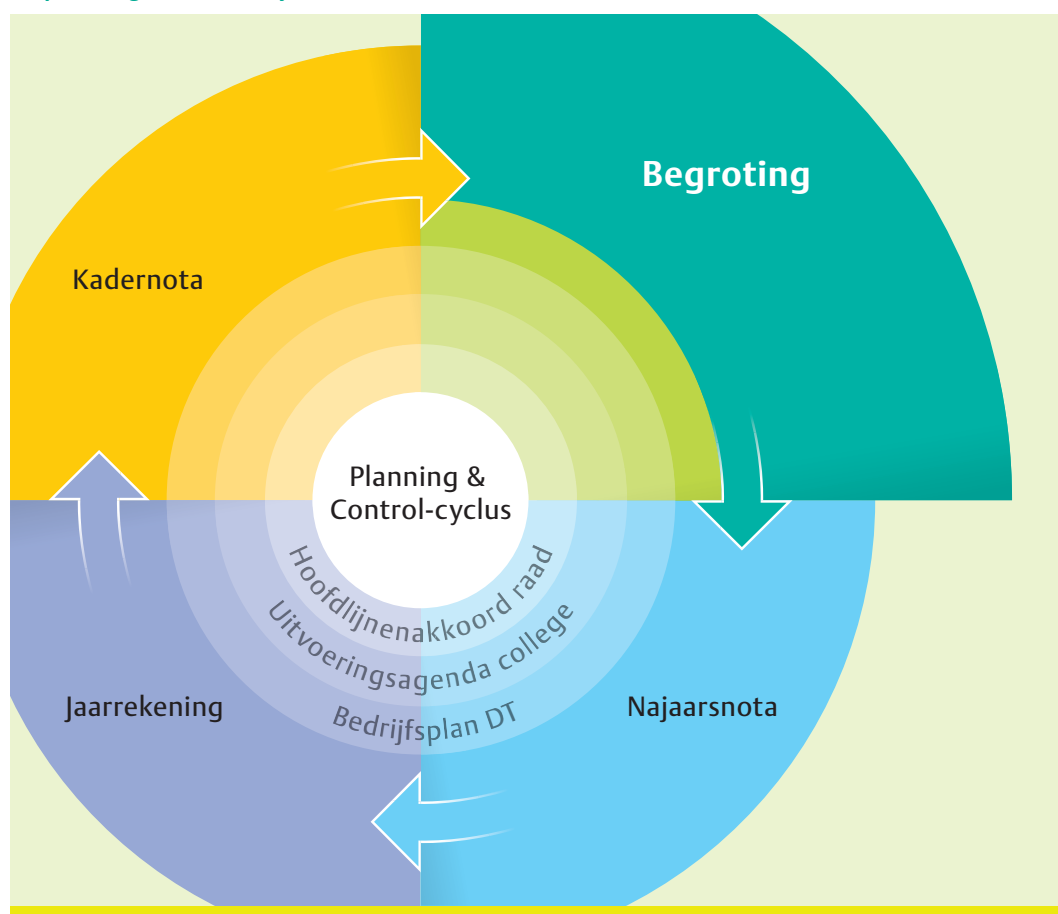 Begroting
Kadernota
Planning &
Control-cyclus
Hoofdlijnenakkoord raad
Uitvoeringsagenda college
Bedrijfsplan DT
Jaarrekening
Najaarsnota